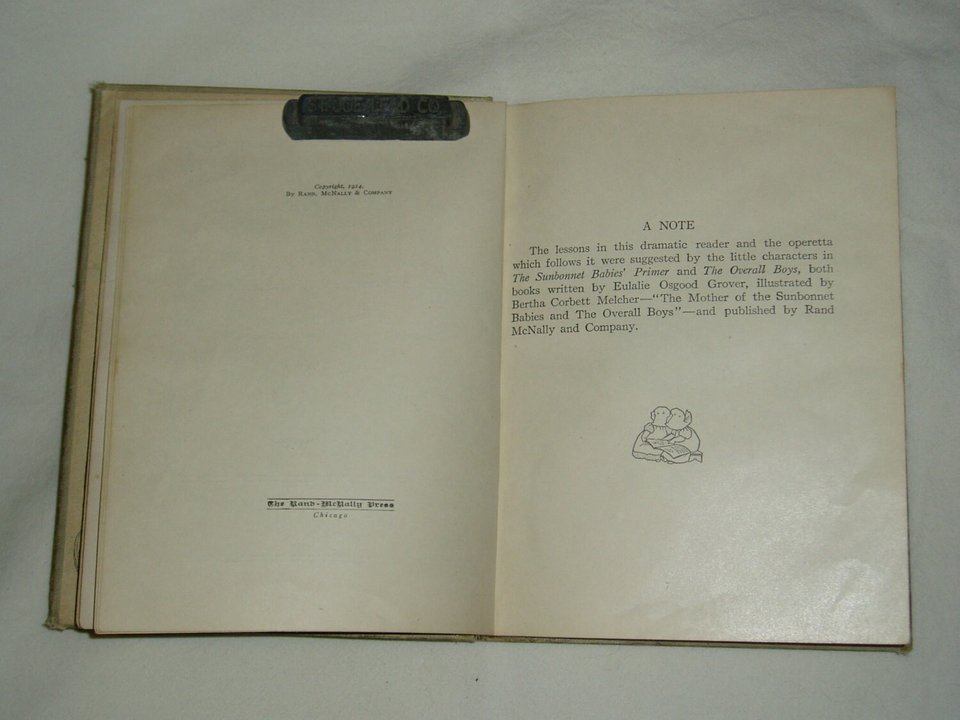 LEAD CO
Copyright, 1914,
By Rand, McNally & Company
The Rand-McNally Press
Chicago
A NOTE
The lessons in this dramatic reader and the operetta
which follows it were suggested by the little characters in
The Sunbonnet Babies' Primer and The Overall Boys, both
books written by Eulalie Osgood Grover, illustrated by
Bertha Corbett Melcher—"The Mother of the Sunbonnet
Babies and The Overall Boys"—and published by Rand
McNally and Company.